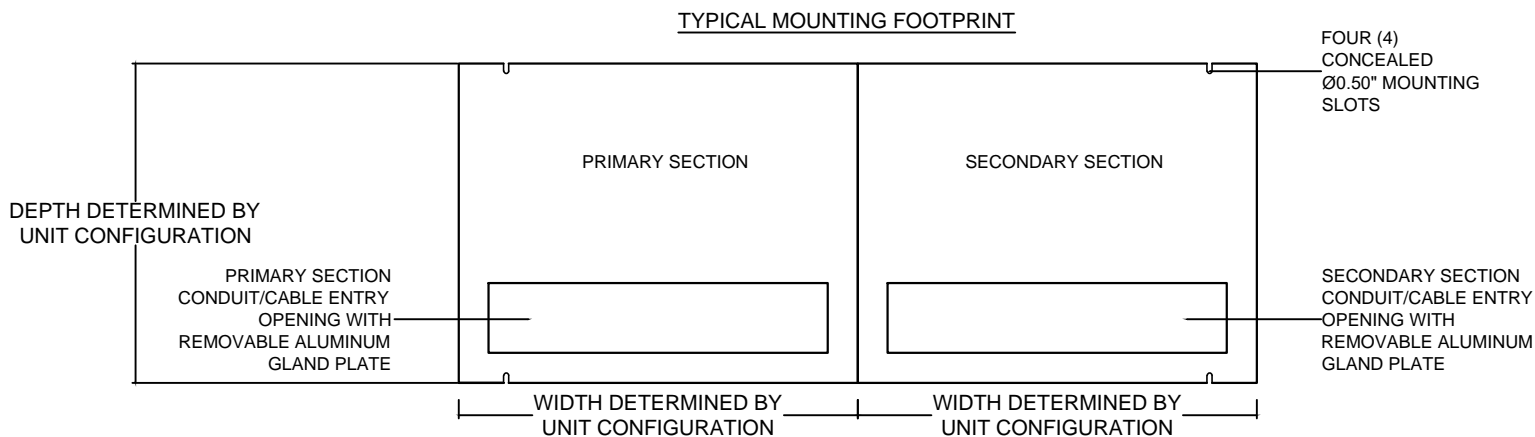 TYPICAL MOUNTING FOOTPRINT
FOUR (4)
CONCEALED
Ø0.50" MOUNTING
SLOTS
PRIMARY SECTION
SECONDARY SECTION
DEPTH DETERMINED BY
UNIT CONFIGURATION
PRIMARY SECTION
CONDUIT/CABLE ENTRY
OPENING WITH
REMOVABLE ALUMINUM
GLAND PLATE
SECONDARY SECTION
CONDUIT/CABLE ENTRY
OPENING WITH
REMOVABLE ALUMINUM
GLAND PLATE
WIDTH DETERMINED BY
UNIT CONFIGURATION
WIDTH DETERMINED BY
UNIT CONFIGURATION